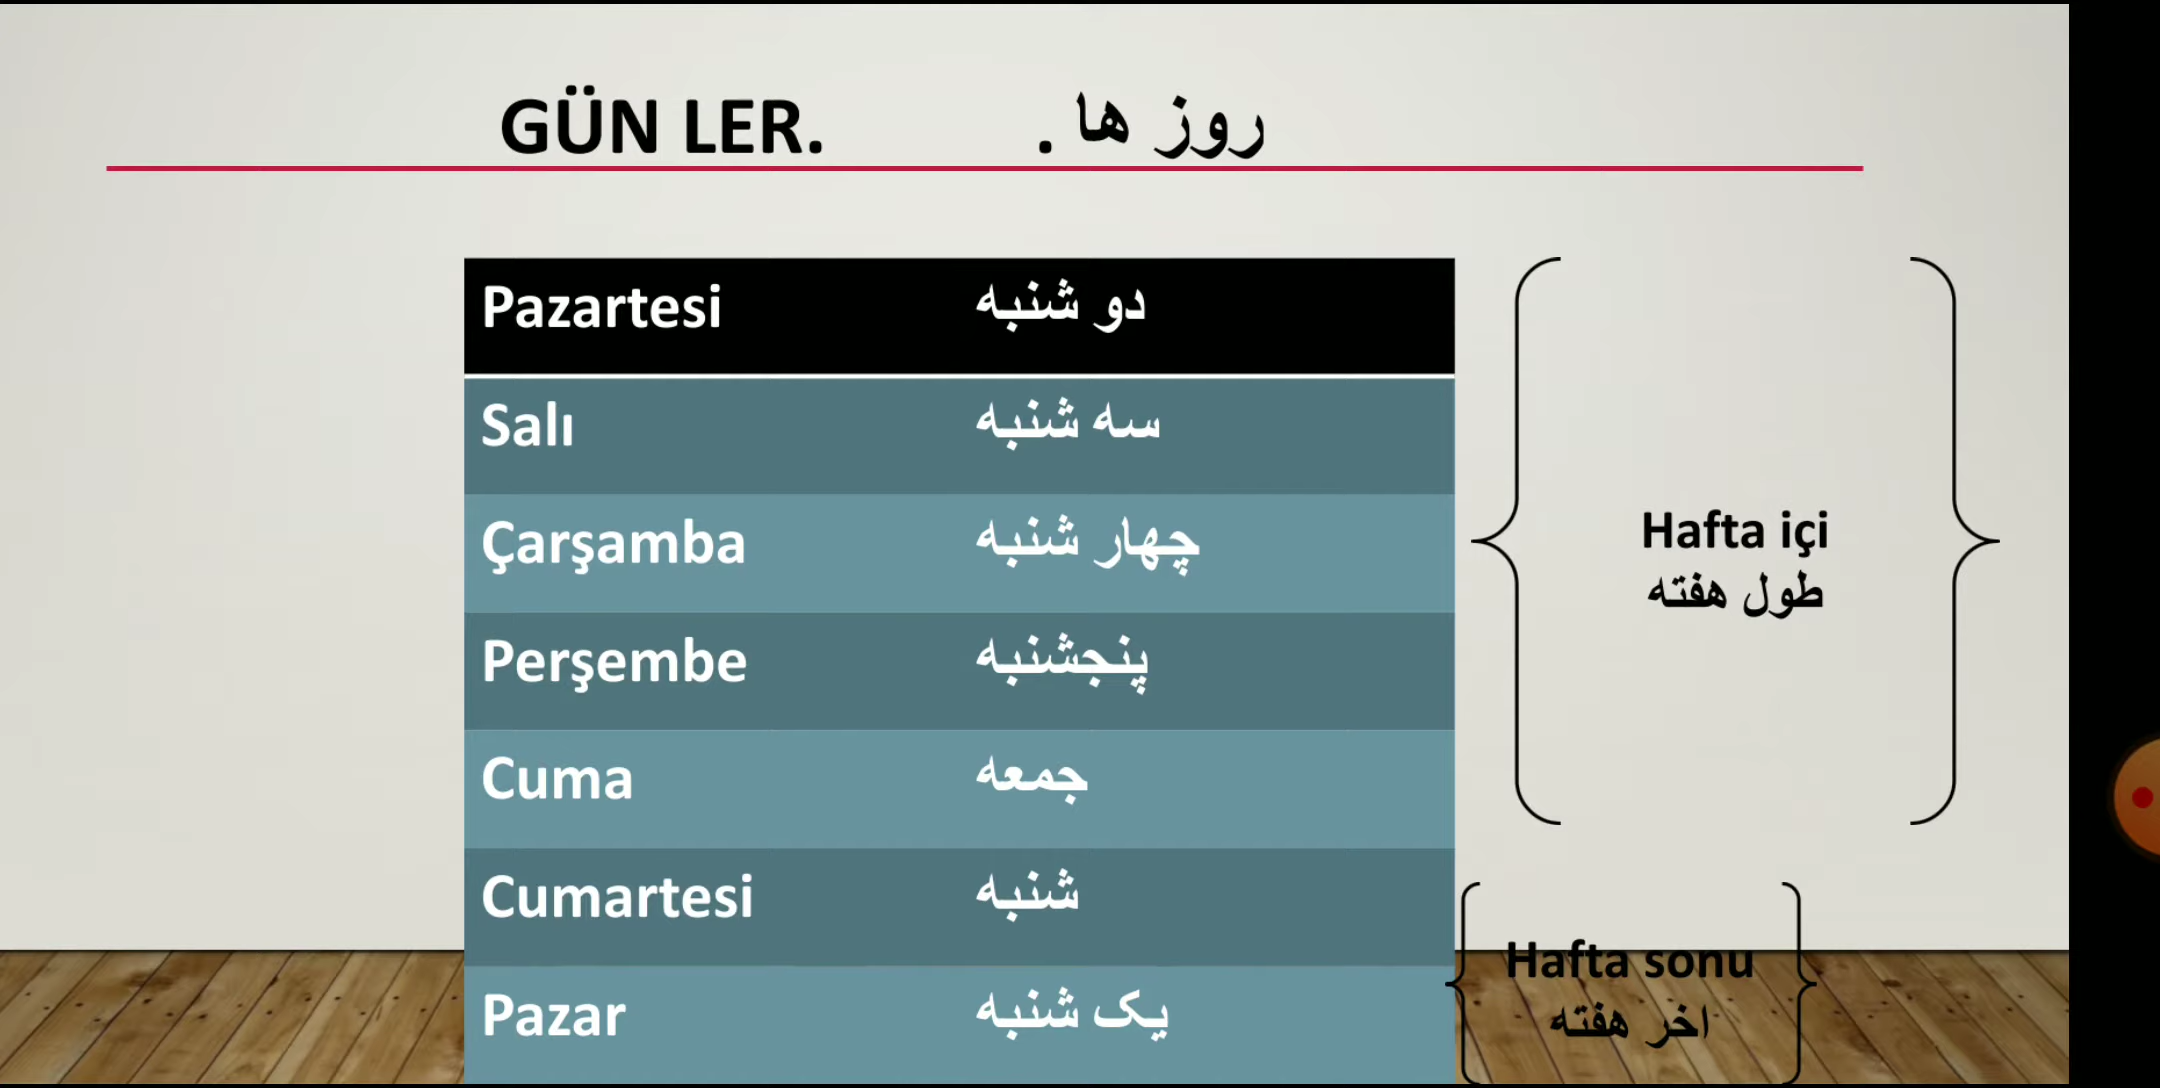 GÜN LER. روز ها .
Pazartesi دو شنبه
Salı سه شنبه
Çarşamba چهار شنبه
Perşembe پنجشنبه
Cuma جمعه
Cumartesi شنبه
Pazar یک شنبه
Hafta içi
طول هفته
Hafta sonu
اخر هفته